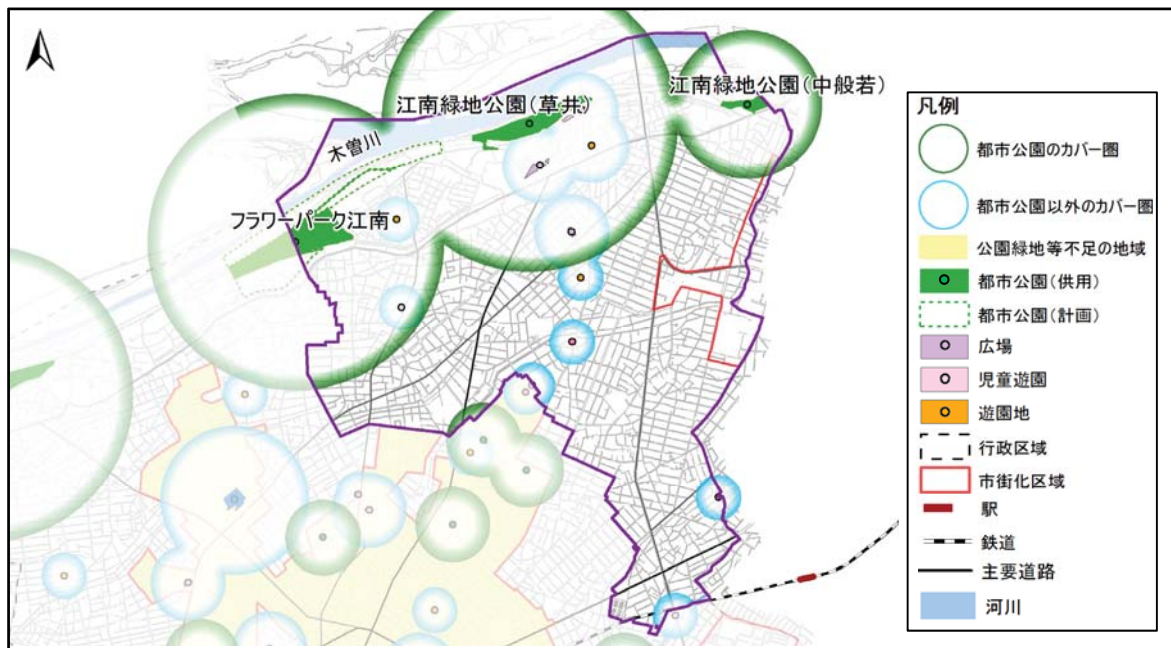 江南緑地公園(中般若)
江南緑地公園(草井)
木曽川
フラワーパーク江南
凡例
都市公園のカバー圏
都市公園以外のカバー圏
公園緑地等不足の地域
都市公園(供用)
都市公園(計画)
広場
児童遊園
遊園地
行政区域
市街化区域
駅
鉄道
主要道路
河川